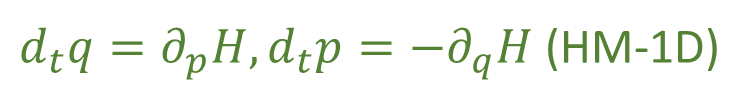 d_t q = ∂_p H, d_t p = −∂_q H (HM-1D)